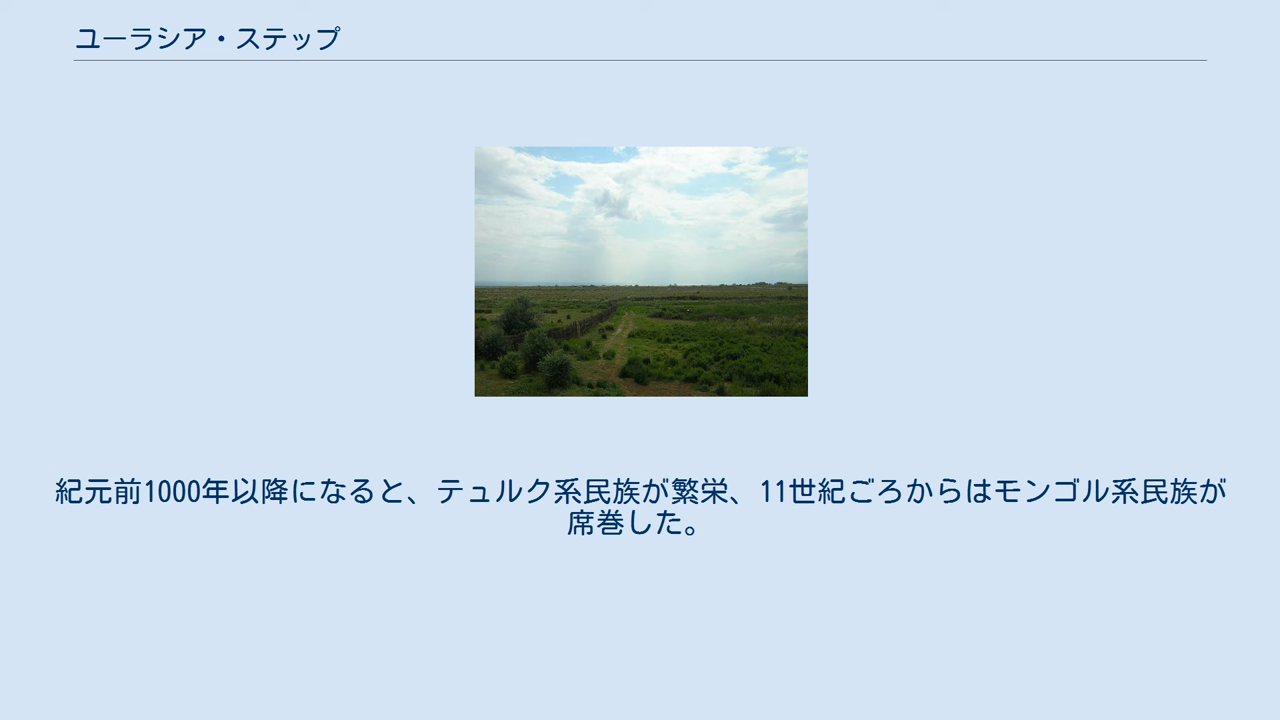 ユーラシア・ステップ
紀元前1000年以降になると、テュルク系民族が繁栄、11世紀ごろからはモンゴル系民族が
席巻した。